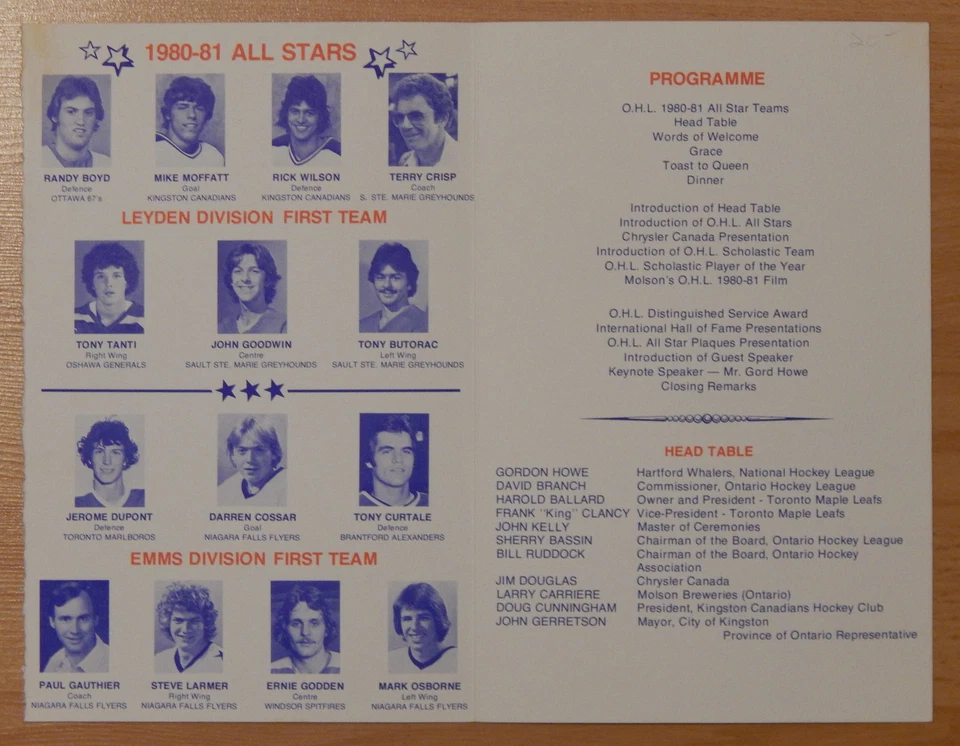 1980-81 ALL STARS
RANDY BOYD
Defence
OTTAWA 67's
MIKE MOFFATT
Goal
KINGSTON CANADIANS
RICK WILSON
Defence
KINGSTON CANADIANS
TERRY CRISP
Coach
S. STE. MARIE GREYHOUNDS
LEYDEN DIVISION FIRST TEAM
TONY TANTI
Right Wing
OSHAWA GENERALS
JOHN GOODWIN
Centre
SAULT STE. MARIE GREYHOUNDS
TONY BUTORAC
Left Wing
SAULT STE. MARIE GREYHOUNDS
JEROME DUPONT
Defence
TORONTO MARLBOROS
DARREN COSSAR
Goal
NIAGARA FALLS FLYERS
TONY CURTALE
Defence
BRANTFORD ALEXANDERS
EMMS DIVISION FIRST TEAM
PAUL GAUTHIER
Coach
NIAGARA FALLS FLYERS
STEVE LARMER
Right Wing
NIAGARA FALLS FLYERS
ERNIE GODDEN
Centre
WINDSOR SPITFIRES
MARK OSBORNE
Left Wing
NIAGARA FALLS FLYERS
PROGRAMME
O.H.L. 1980-81 All Star Teams
Head Table
Words of Welcome
Grace
Toast to Queen
Dinner
Introduction of Head Table
Introduction of O.H.L. All Stars
Chrysler Canada Presentation
Introduction of O.H.L. Scholastic Team
O.H.L. Scholastic Player of the Year
Molson's O.H.L. 1980-81 Film
O.H.L. Distinguished Service Award
International Hall of Fame Presentations
O.H.L. All Star Plaques Presentation
Introduction of Guest Speaker
Keynote Speaker — Mr. Gord Howe
Closing Remarks
HEAD TABLE
GORDON HOWE Hartford Whalers, National Hockey League
DAVID BRANCH Commissioner, Ontario Hockey League
HAROLD BALLARD Owner and President - Toronto Maple Leafs
FRANK "King" CLANCY Vice-President - Toronto Maple Leafs
JOHN KELLY Master of Ceremonies
SHERRY BASSIN Chairman of the Board, Ontario Hockey League
BILL RUDDOCK Chairman of the Board, Ontario Hockey
Association
JIM DOUGLAS Chrysler Canada
LARRY CARRIERE Molson Breweries (Ontario)
DOUG CUNNINGHAM President, Kingston Canadians Hockey Club
JOHN GERRETSON Mayor, City of Kingston
Province of Ontario Representative